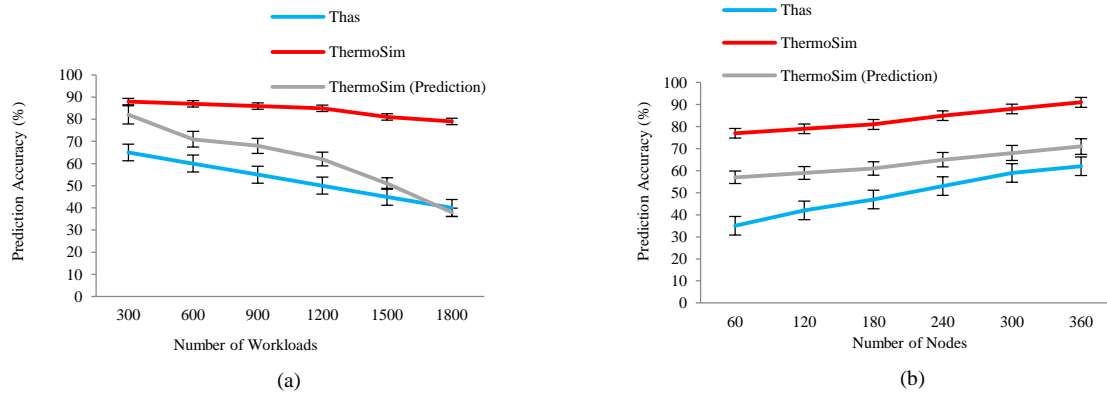 Thas
ThermoSim
ThermoSim (Prediction)
100
90
80
70
60
50
40
30
20
10
0
Prediction Accuracy (%)
300 600 900 1200 1500 1800
Number of Workloads
(a)
Thas
ThermoSim
ThermoSim (Prediction)
100
90
80
70
60
50
40
30
20
10
0
Prediction Accuracy (%)
60 120 180 240 300 360
Number of Nodes
(b)